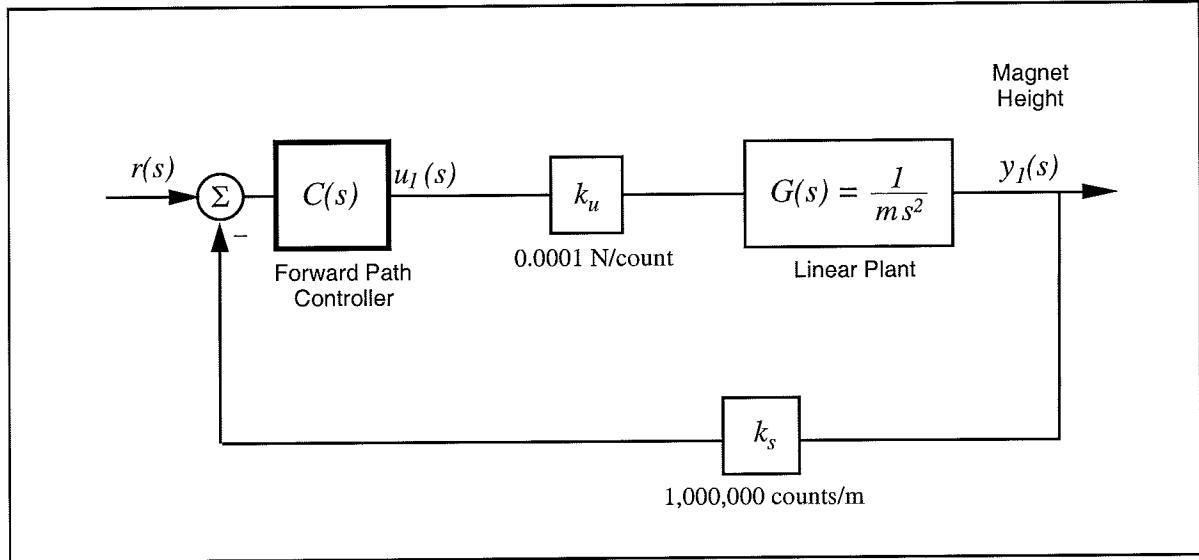 Magnet
Height
r(s)
Σ
−
C(s)
u₁(s)
kᵤ
G(s) = 1/ms²
y₁(s)
Forward Path
Controller
0.0001 N/count
Linear Plant
kₛ
1,000,000 counts/m